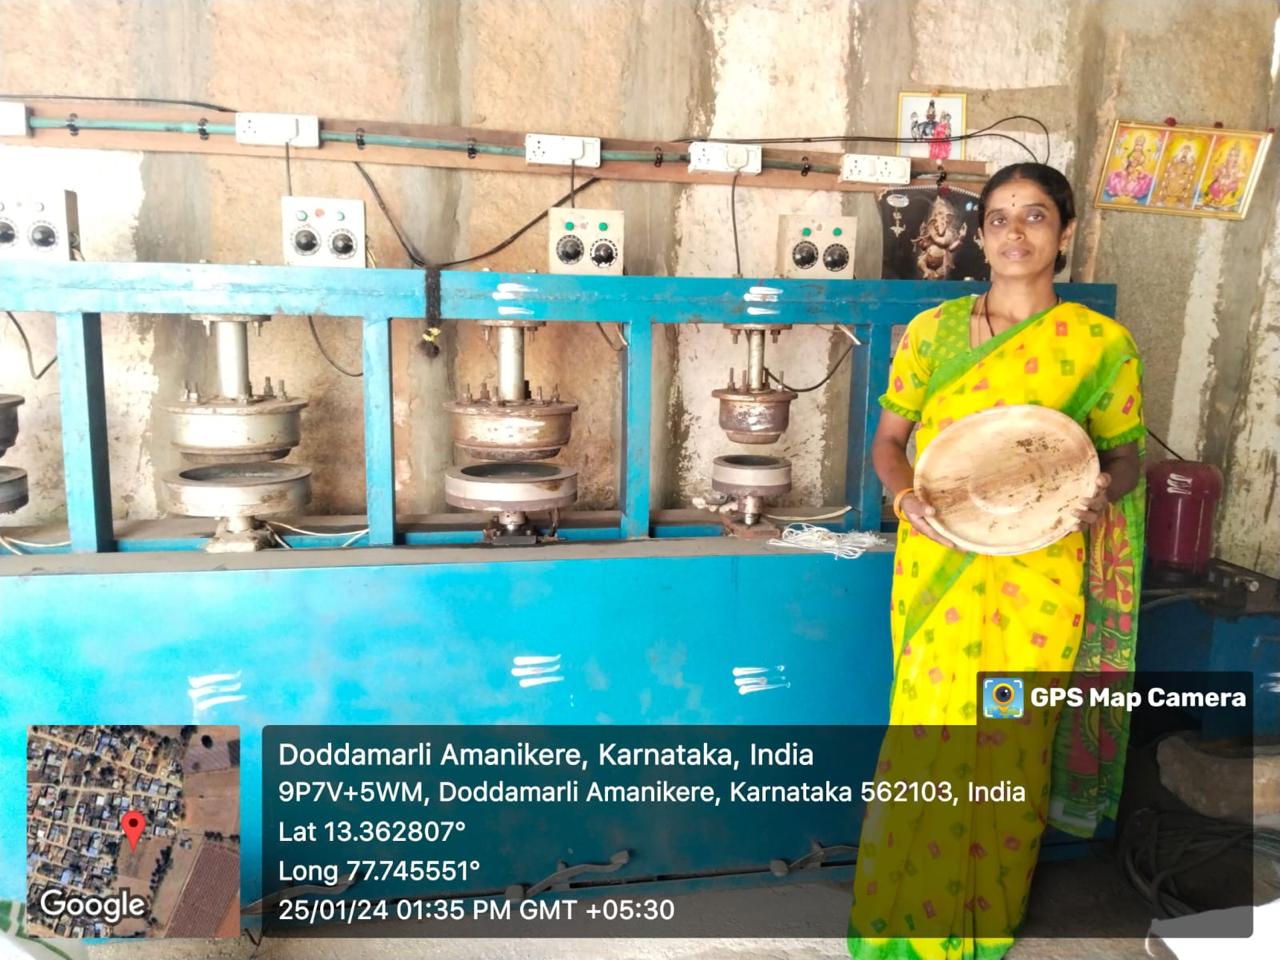 GPS Map Camera
Doddamarli Amanikere, Karnataka, India
9P7V+5WM, Doddamarli Amanikere, Karnataka 562103, India
Lat 13.362807°
Long 77.745551°
25/01/24 01:35 PM GMT +05:30
Google